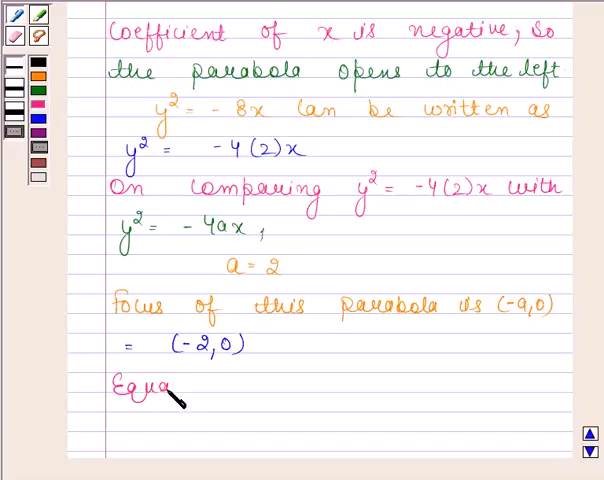 Coefficient of x is negative, so
the parabola opens to the left
y² = - 8x can be written as
y² = - 4(2)x
On comparing y² = -4(2)x with
y² = - 4ax,
a = 2
Focus of this parabola is (-a,0)
= (-2,0)
Equa